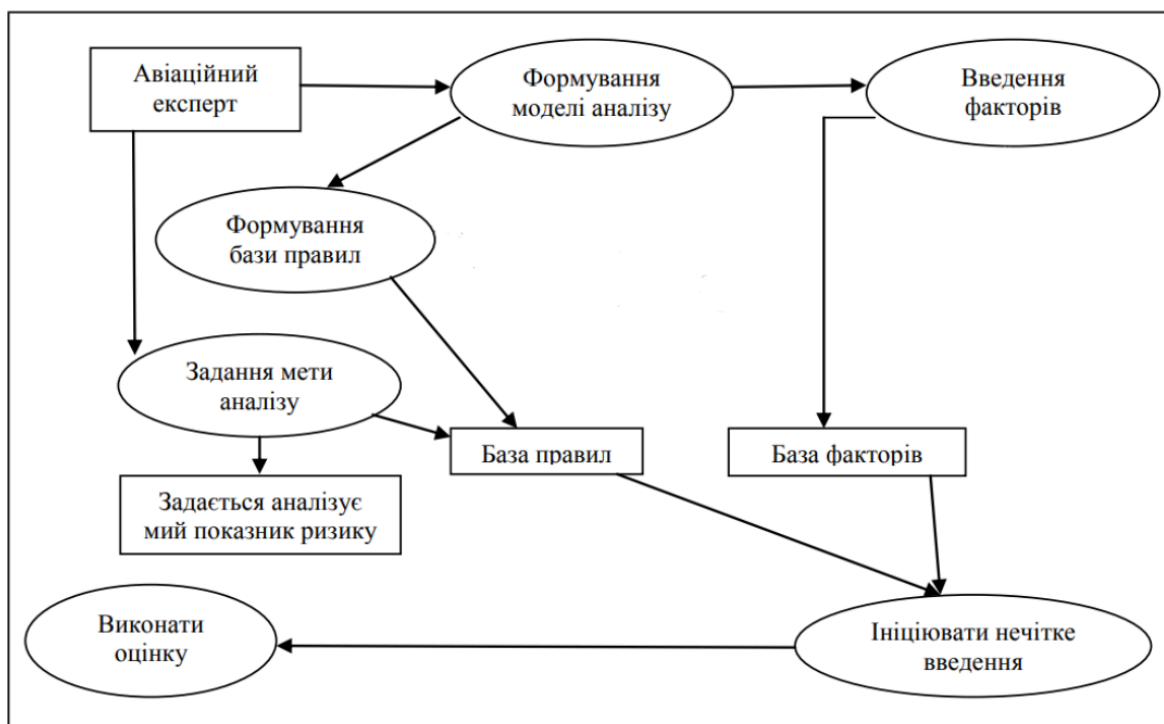 Авіаційний
експерт
Формування
моделі аналізу
Введення
факторів
Формування
бази правил
Задання мети
аналізу
База правил
База факторів
Задається аналізує
мий показник ризику
Виконати
оцінку
Ініціювати нечітке
введення